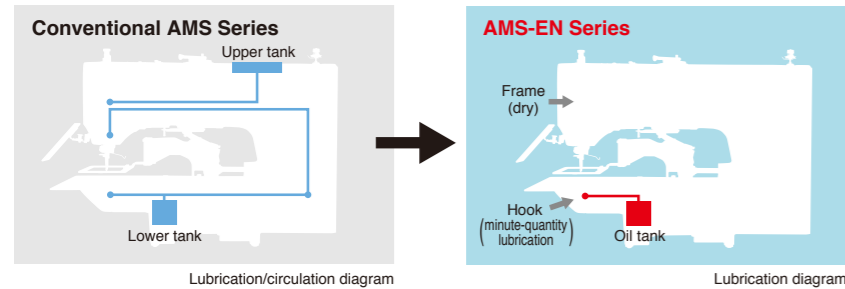 Conventional AMS Series
Upper tank
Lower tank
Lubrication/circulation diagram
AMS-EN Series
Frame
(dry)
Hook
(minute-quantity
lubrication)
Oil tank
Lubrication diagram